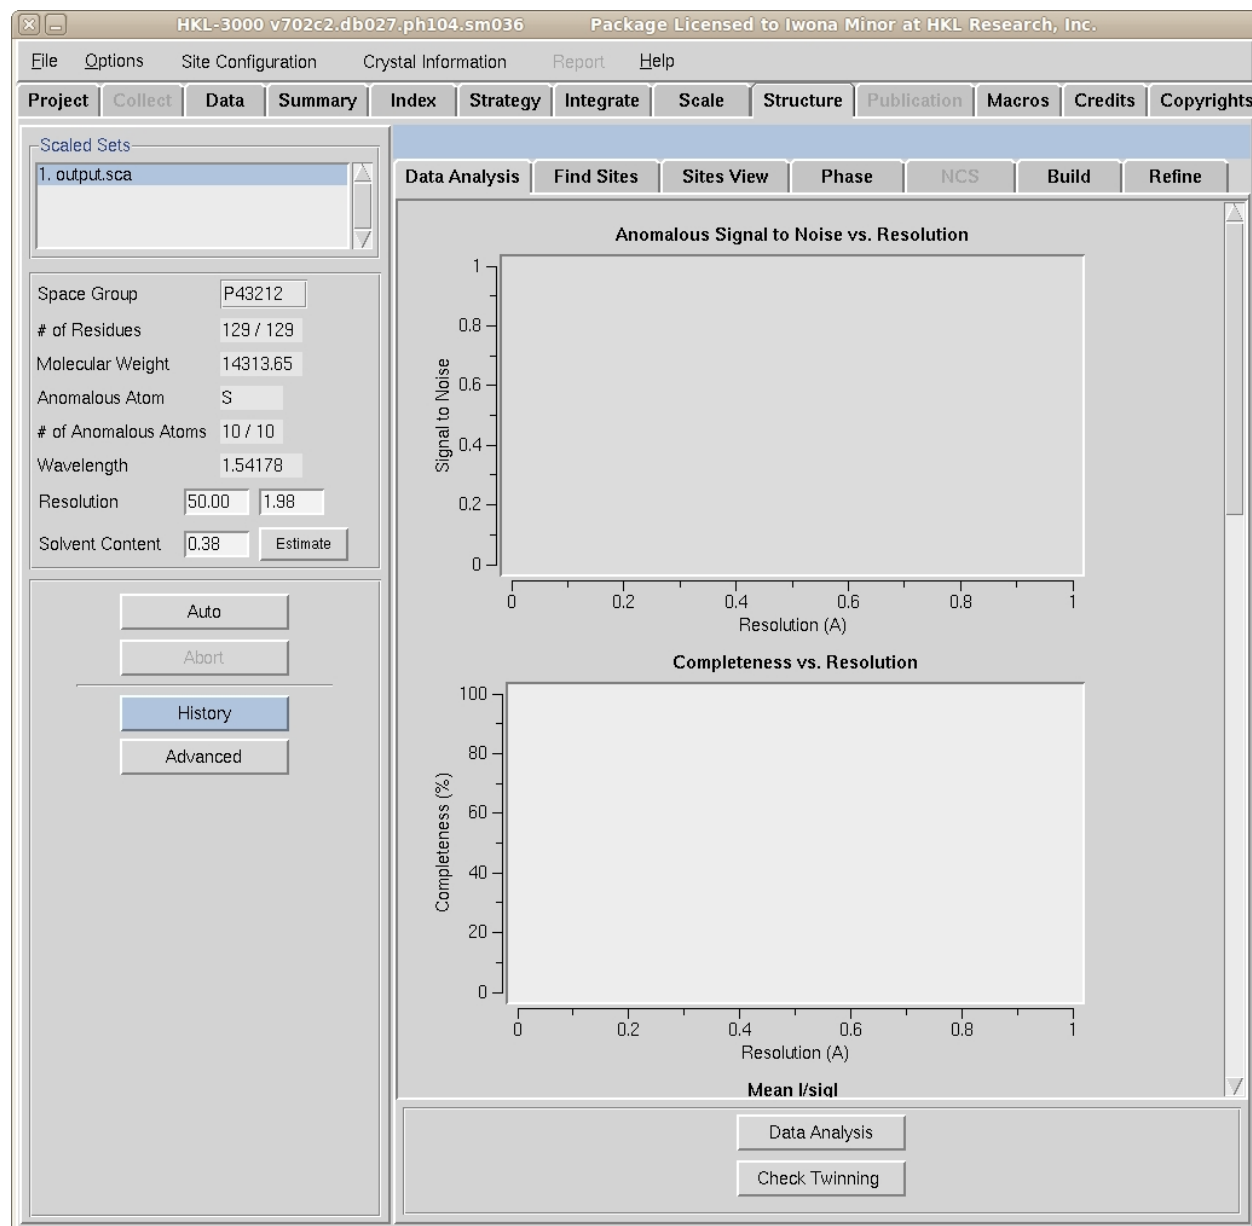 HKL-3000 v702c2.db027.ph104.sm036 Package Licensed to Iwona Minor at HKL Research, Inc.
File Options Site Configuration Crystal Information Report Help
Project Collect Data Summary Index Strategy Integrate Scale Structure Publication Macros Credits Copyrights
Scaled Sets
1. output.sca
Space Group P43212
# of Residues 129 / 129
Molecular Weight 14313.65
Anomalous Atom S
# of Anomalous Atoms 10 / 10
Wavelength 1.54178
Resolution 50.00 1.98
Solvent Content 0.38 Estimate
Auto
Abort
History
Advanced
Data Analysis Find Sites Sites View Phase NCS Build Refine
Anomalous Signal to Noise vs. Resolution
Signal to Noise
1
0.8
0.6
0.4
0.2
0
0 0.2 0.4 0.6 0.8 1
Resolution (A)
Completeness vs. Resolution
Completeness (%)
100
80
60
40
20
0
0 0.2 0.4 0.6 0.8 1
Resolution (A)
Mean I/sigI
Data Analysis
Check Twinning